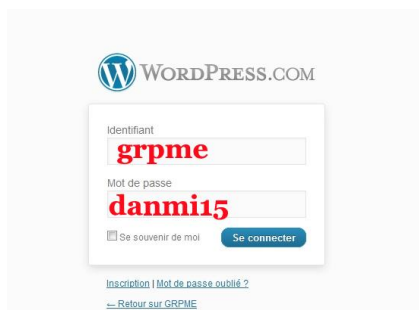 WORDPRESS.COM
Identifiant
grpme
Mot de passe
danmi15
Se souvenir de moi
Se connecter
Inscription | Mot de passe oublié ?
← Retour sur GRPME